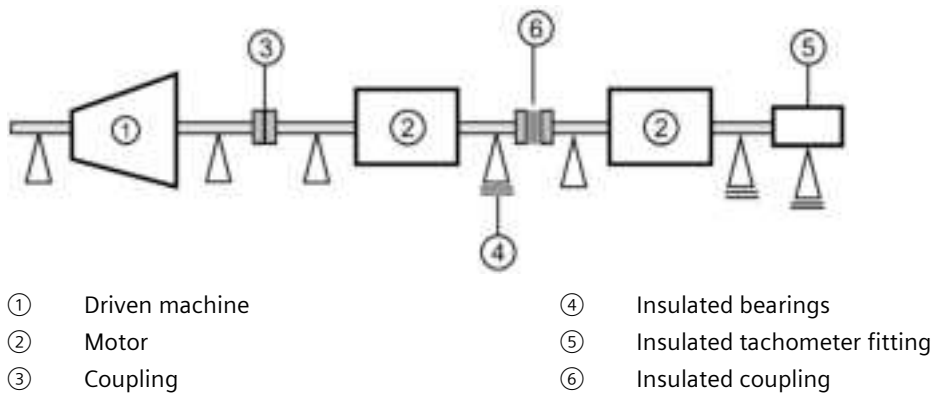 ⑥
③ ⑤
① ② ②
④
① Driven machine ④ Insulated bearings
② Motor ⑤ Insulated tachometer fitting
③ Coupling ⑥ Insulated coupling